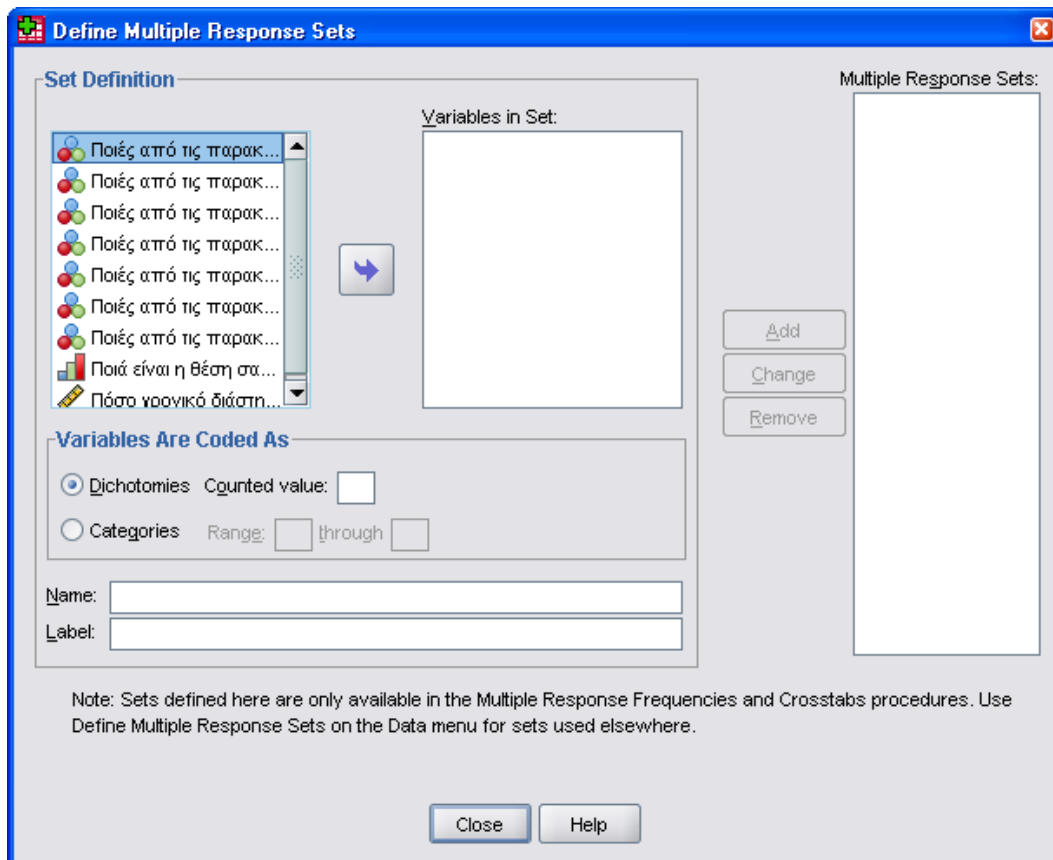 Define Multiple Response Sets
Set Definition
Ποιές από τις παρακ...
Ποιές από τις παρακ...
Ποιές από τις παρακ...
Ποιές από τις παρακ...
Ποιές από τις παρακ...
Ποιές από τις παρακ...
Ποιές από τις παρακ...
Ποιά είναι η θέση σα...
Πόσο χρονικό διάστη...
Variables in Set:
Variables Are Coded As
Dichotomies Counted value:
Categories Range: through
Name:
Label:
Multiple Response Sets:
Add
Change
Remove
Note: Sets defined here are only available in the Multiple Response Frequencies and Crosstabs procedures. Use
Define Multiple Response Sets on the Data menu for sets used elsewhere.
Close Help